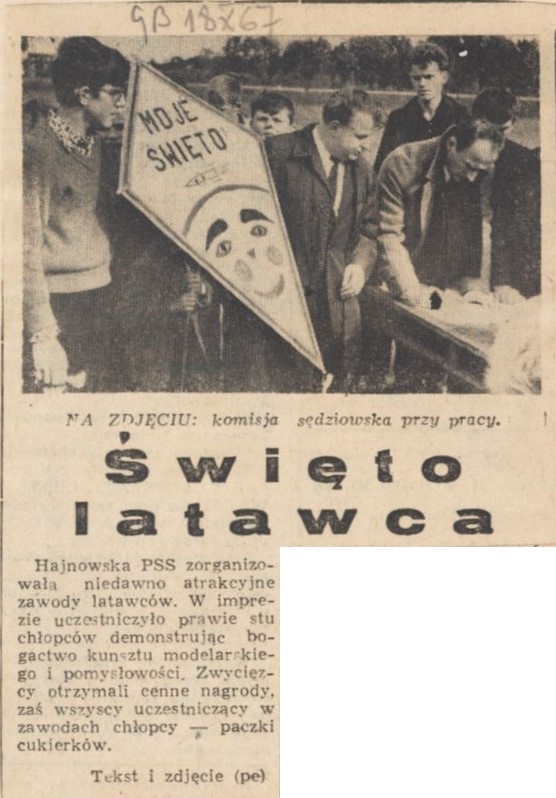 GB 18 X 67
MOJE
ŚWIĘTO
NA ZDJĘCIU: komisja sędziowska przy pracy.
Święto
latawca
Hajnowska PSS zorganizo-
wała niedawno atrakcyjne
zawody latawców. W impre-
zie uczestniczyło prawie stu
chłopców demonstrując bo-
gactwo kunsztu modelarskie-
go i pomysłowości. Zwycięz-
cy otrzymali cenne nagrody,
zaś wszyscy uczestniczący w
zawodach chłopcy — paczki
cukierków.
Tekst i zdjęcie (pe)